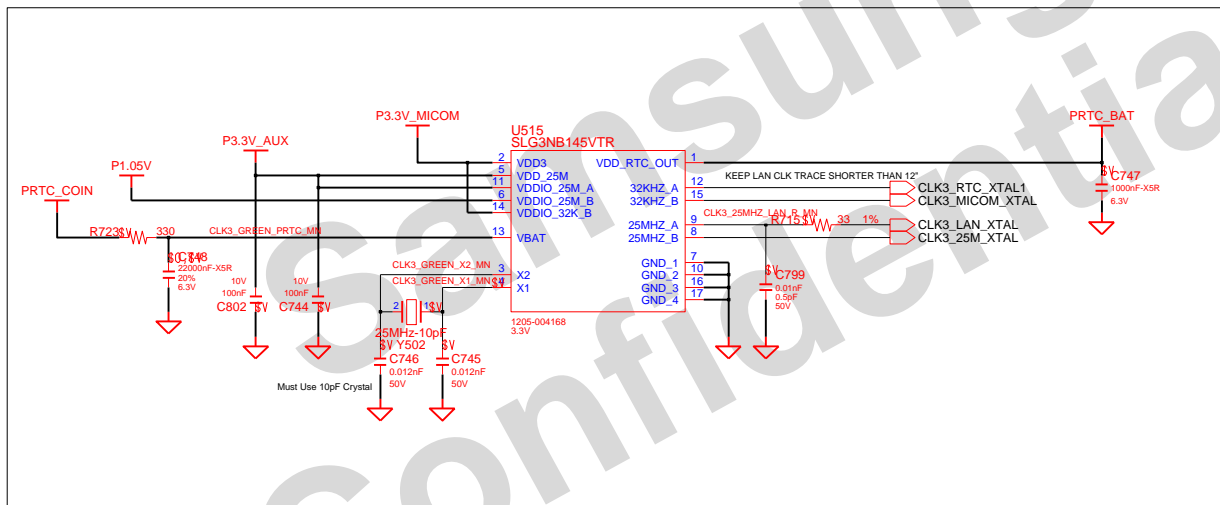 Samsung
Confidential
P3.3V_MICOM
U515
SLG3NB145VTR
PRTC_BAT
P3.3V_AUX
P1.05V
PRTC_COIN
2 VDD3 VDD_RTC_OUT 1
5 VDD_25M
KEEP LAN CLK TRACE SHORTER THAN 12"
11 VDDIO_25M_A 32KHZ_A 12 CLK3_RTC_XTAL1
6 VDDIO_25M_B 32KHZ_B 15 CLK3_MICOM_XTAL
14 VDDIO_32K_B
$V
C747
1000nF-X5R
6.3V
CLK3_25MHZ_LAN_R_MN
25MHZ_A 9 R715 $V 33 1% CLK3_LAN_XTAL
R723 $V 330 CLK3_GREEN_PRTC_MN 13 VBAT 25MHZ_B 8 CLK3_25M_XTAL
C748
22000nF-X5R
20%
6.3V
CLK3_GREEN_X2_MN 3 X2
CLK3_GREEN_X1_MN X1
GND_1 7
GND_2 10
GND_3 16
GND_4 17
$V
C799
0.01nF
0.5pF
50V
10V
100nF
C802 $V
10V
100nF
C744 $V
2 1 $V
25MHz-10pF
Y502
1205-004168
3.3V
$V
C746
0.012nF
50V
$V
C745
0.012nF
50V
Must Use 10pF Crystal